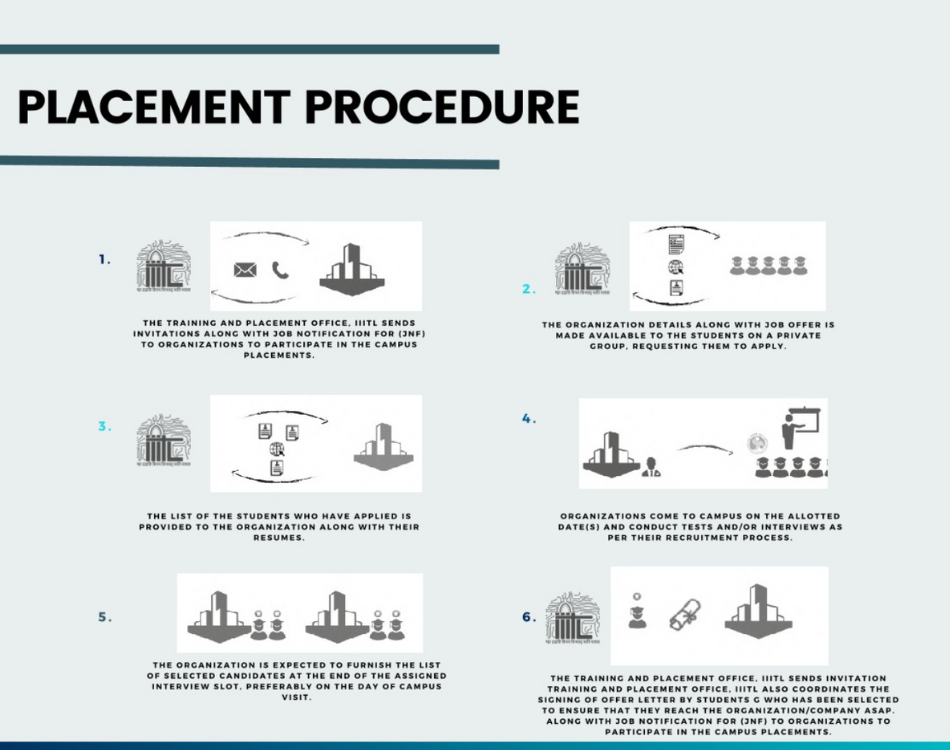 PLACEMENT PROCEDURE
1.
THE TRAINING AND PLACEMENT OFFICE, IIITL SENDS
INVITATIONS ALONG WITH JOB NOTIFICATION FOR (JNF)
TO ORGANIZATIONS TO PARTICIPATE IN THE CAMPUS
PLACEMENTS.
2.
THE ORGANIZATION DETAILS ALONG WITH JOB OFFER IS
MADE AVAILABLE TO THE STUDENTS ON A PRIVATE
GROUP, REQUESTING THEM TO APPLY.
3.
THE LIST OF THE STUDENTS WHO HAVE APPLIED IS
PROVIDED TO THE ORGANIZATION ALONG WITH THEIR
RESUMES.
4.
ORGANIZATIONS COME TO CAMPUS ON THE ALLOTTED
DATE(S) AND CONDUCT TESTS AND/OR INTERVIEWS AS
PER THEIR RECRUITMENT PROCESS.
5.
THE ORGANIZATION IS EXPECTED TO FURNISH THE LIST
OF SELECTED CANDIDATES AT THE END OF THE ASSIGNED
INTERVIEW SLOT, PREFERABLY ON THE DAY OF CAMPUS
VISIT.
6.
THE TRAINING AND PLACEMENT OFFICE, IIITL SENDS INVITATION
TRAINING AND PLACEMENT OFFICE, IIITL ALSO COORDINATES THE
SIGNING OF OFFER LETTER BY STUDENTS G WHO HAS BEEN SELECTED
TO ENSURE THAT THEY REACH THE ORGANIZATION/COMPANY ASAP.
ALONG WITH JOB NOTIFICATION FOR (JNF) TO ORGANIZATIONS TO
PARTICIPATE IN THE CAMPUS PLACEMENTS.